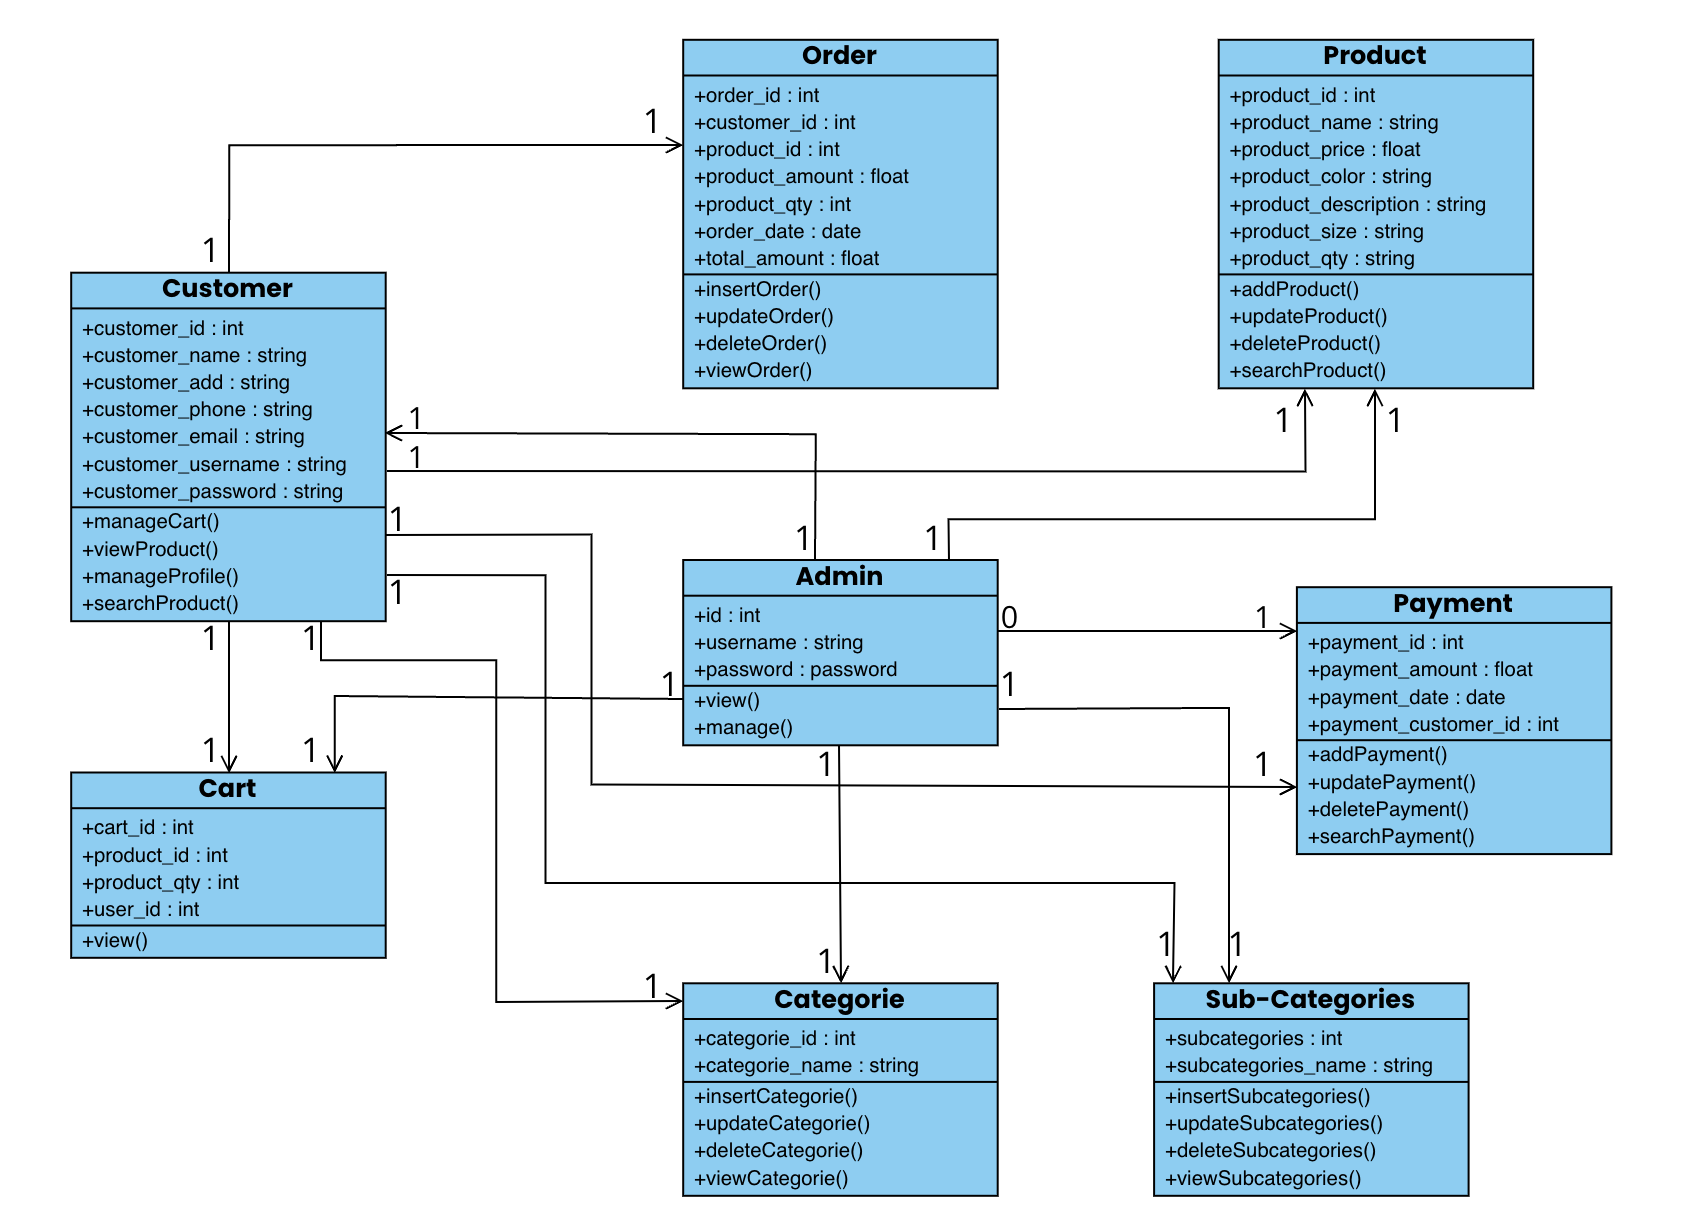 Order
+order_id : int
+customer_id : int
+product_id : int
+product_amount : float
+product_qty : int
+order_date : date
+total_amount : float
+insertOrder()
+updateOrder()
+deleteOrder()
+viewOrder()
Product
+product_id : int
+product_name : string
+product_price : float
+product_color : string
+product_description : string
+product_size : string
+product_qty : string
+addProduct()
+updateProduct()
+deleteProduct()
+searchProduct()
1
1
Customer
+customer_id : int
+customer_name : string
+customer_add : string
+customer_phone : string
+customer_email : string
+customer_username : string
+customer_password : string
+manageCart()
+viewProduct()
+manageProfile()
+searchProduct()
1
1
1
1
1
1
1
1
Admin
+id : int
+username : string
+password : password
+view()
+manage()
0
1
1
1
1
Payment
+payment_id : int
+payment_amount : float
+payment_date : date
+payment_customer_id : int
+addPayment()
+updatePayment()
+deletePayment()
+searchPayment()
1
1
1
1
1
1
Cart
+cart_id : int
+product_id : int
+product_qty : int
+user_id : int
+view()
1
1
1
1
Categorie
+categorie_id : int
+categorie_name : string
+insertCategorie()
+updateCategorie()
+deleteCategorie()
+viewCategorie()
Sub-Categories
+subcategories : int
+subcategories_name : string
+insertSubcategories()
+updateSubcategories()
+deleteSubcategories()
+viewSubcategories()